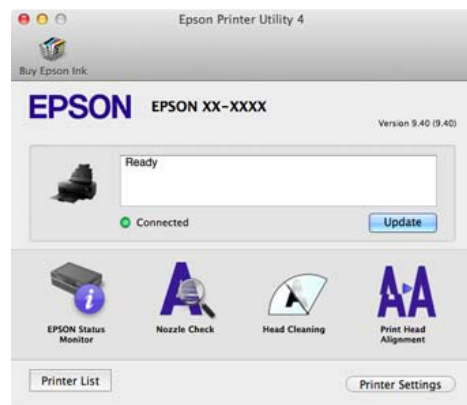 Epson Printer Utility 4
Buy Epson Ink
EPSON EPSON XX-XXXX
Version 9.40 (9.40)
Ready
Connected
Update
EPSON Status
Monitor
Nozzle Check
Head Cleaning
Print Head
Alignment
Printer List
Printer Settings